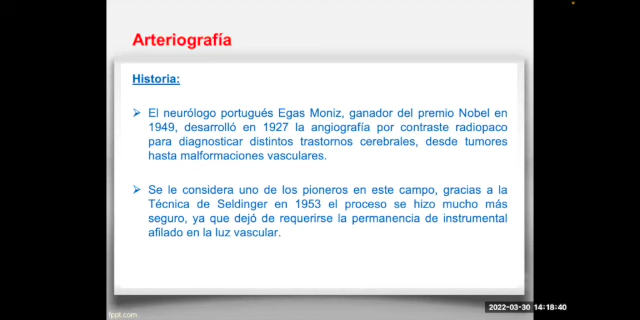 Arteriografía
Historia:
➢ El neurólogo portugués Egas Moniz, ganador del premio Nobel en
1949, desarrolló en 1927 la angiografía por contraste radiopaco
para diagnosticar distintos trastornos cerebrales, desde tumores
hasta malformaciones vasculares.
➢ Se le considera uno de los pioneros en este campo, gracias a la
Técnica de Seldinger en 1953 el proceso se hizo mucho más
seguro, ya que dejó de requerirse la permanencia de instrumental
afilado en la luz vascular.
fppt.com
2022-03-30 14:18:40